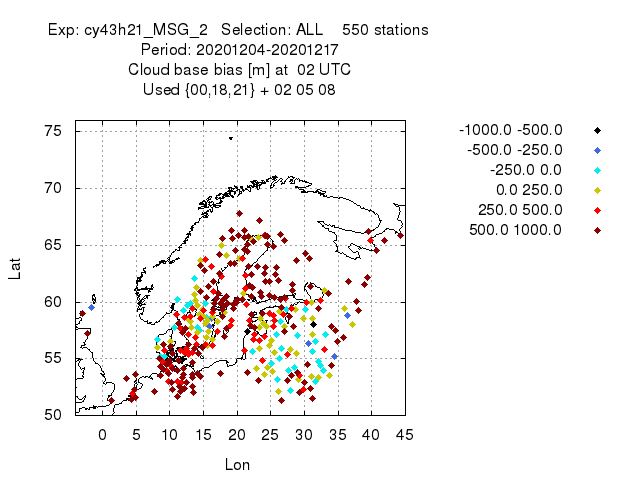 Exp: cy43h21_MSG_2 Selection: ALL 550 stations
Period: 20201204-20201217
Cloud base bias [m] at 02 UTC
Used {00,18,21} + 02 05 08
-1000.0 -500.0
-500.0 -250.0
-250.0 0.0
0.0 250.0
250.0 500.0
500.0 1000.0
75
70
65
60
55
50
Lat
0 5 10 15 20 25 30 35 40 45
Lon